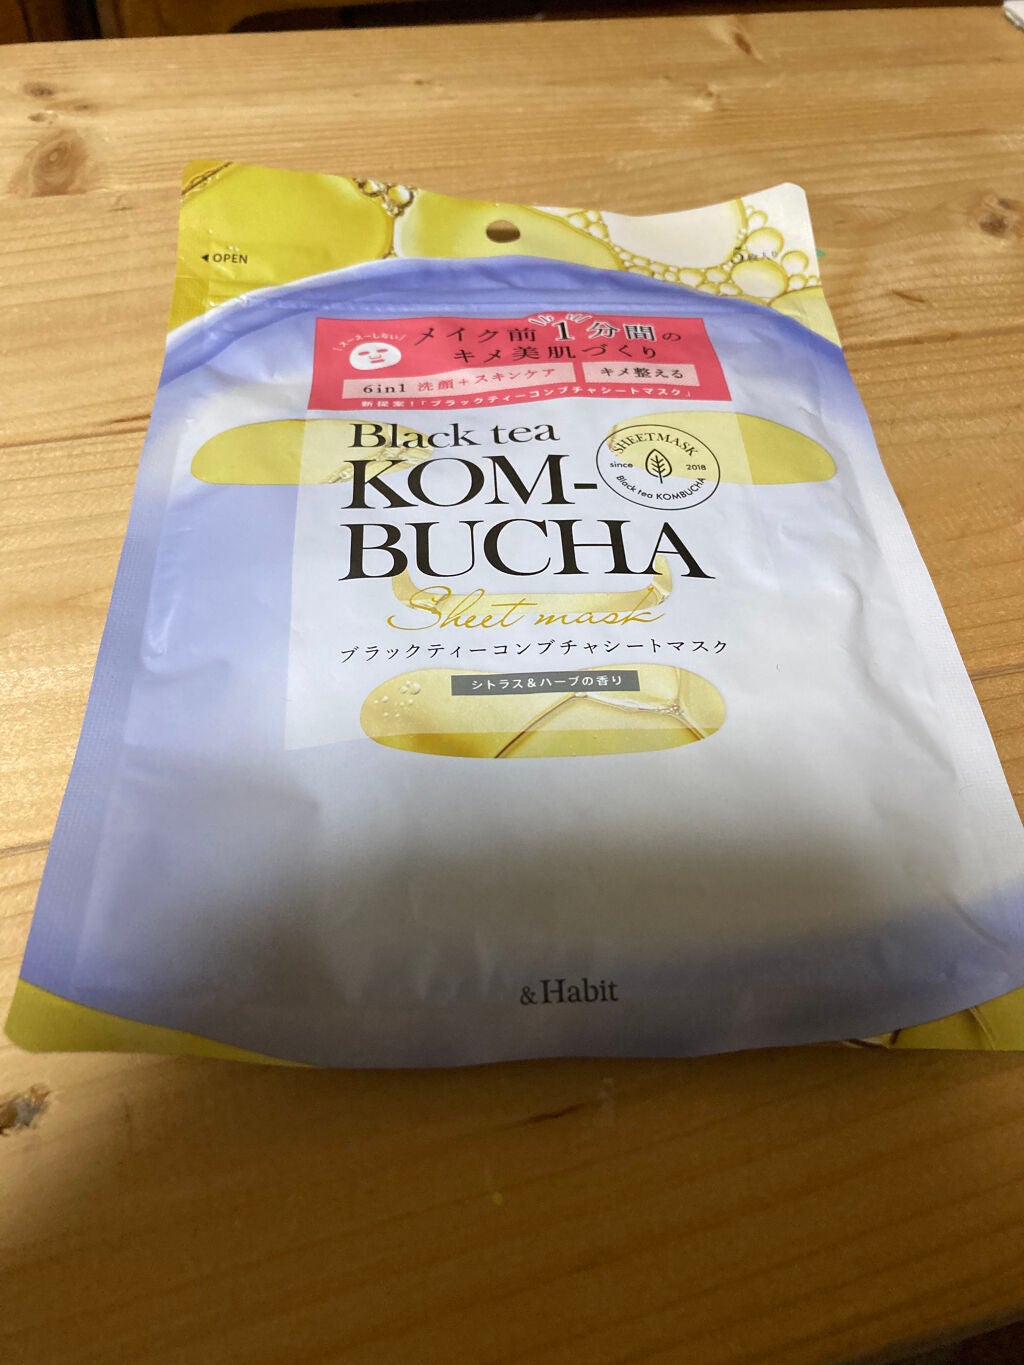 OPEN
5枚入り
スースーしない
メイク前1分間の
キメ美肌づくり
6in1 洗顔+スキンケア
キメ整える
新提案!「ブラックティーコンブチャシートマスク」
Black tea
KOM-
BUCHA
SHEETMASK
since 2018
Black tea KOMBUCHA
Sheet mask
ブラックティーコンブチャシートマスク
シトラス&ハーブの香り
&Habit